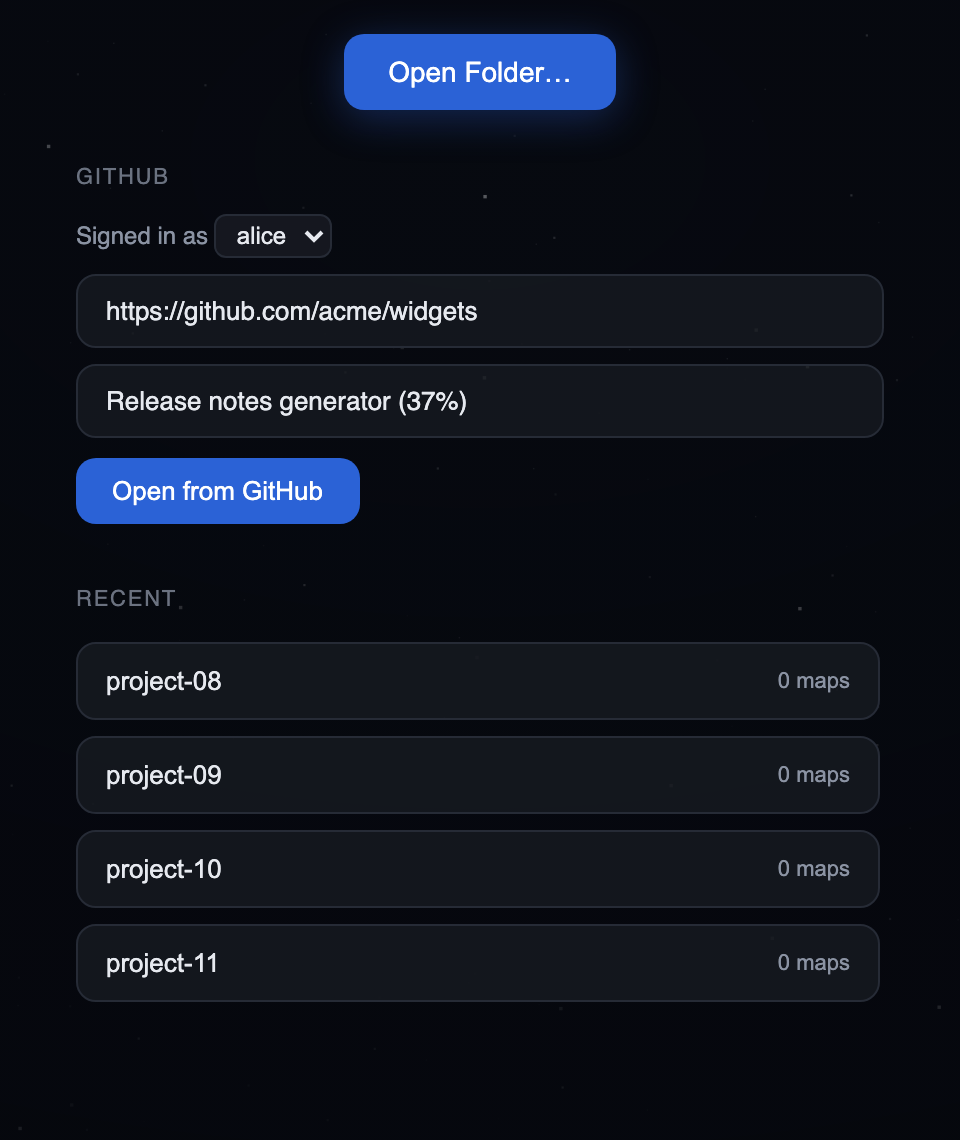 Open Folder…
GITHUB
Signed in as alice
https://github.com/acme/widgets
Release notes generator (37%)
Open from GitHub
RECENT
project-08 0 maps
project-09 0 maps
project-10 0 maps
project-11 0 maps